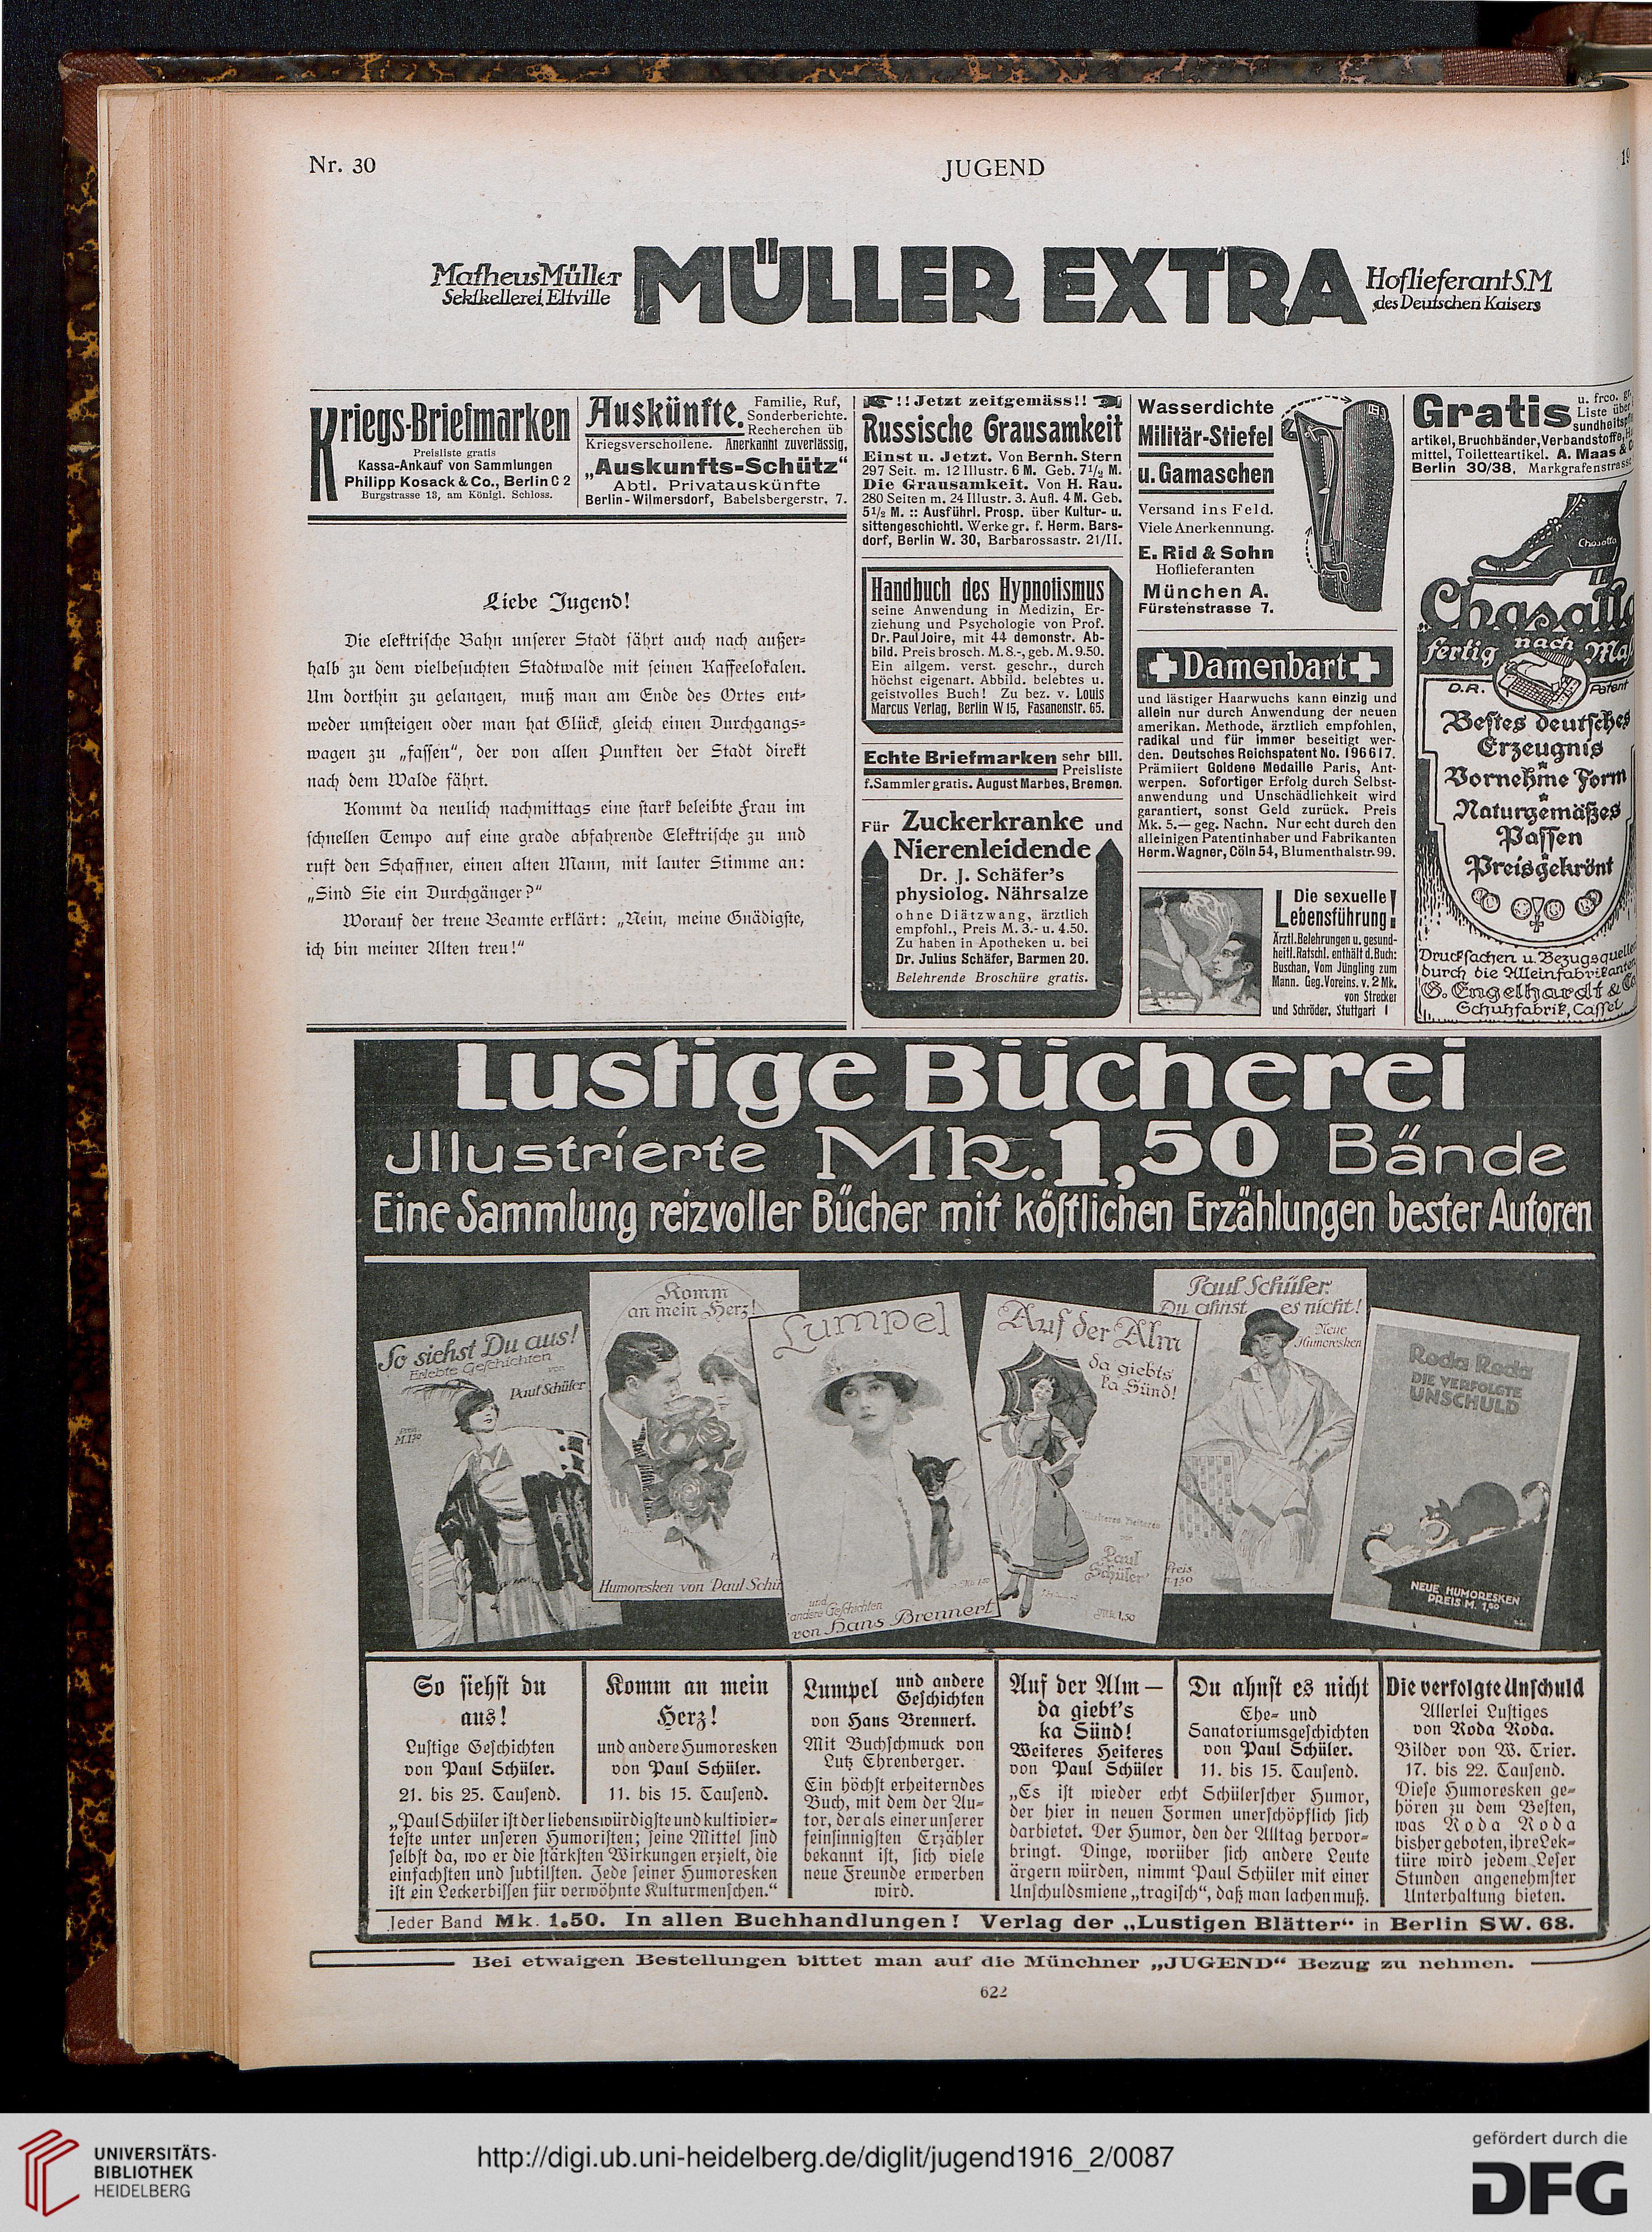 Nr. 30
JUGEND
19
Matheus Müller
Sektkellerei, Eltville
MÜLLER EXTRA
Hoflieferant S.M.
des Deutschen Kaisers
Kriegs-Briefmarken
Preisliste gratis
Kassa-Ankauf von Sammlungen
Philipp Kosack & Co., Berlin C 2
Burgstrasse 13, am Königl. Schloss.
Auskünfte.
Familie, Ruf,
Sonderberichte.
Recherchen üb
Kriegsverschollene. Anerkannt zuverlässig,
„Auskunfts-Schütz“
Abtl. Privatauskünfte
Berlin-Wilmersdorf, Babelsbergerstr. 7.
Liebe Jugend!
Die elektrische Bahn unserer Stadt fährt auch nach außer-
halb zu dem vielbesuchten Stadtwalde mit seinen Kaffeelokalen.
Um dorthin zu gelangen, muß man am Ende des Ortes ent-
weder umsteigen oder man hat Glück, gleich einen Durchgangs-
wagen zu „fassen“, der von allen Punkten der Stadt direkt
nach dem Walde fährt.
Kommt da neulich nachmittags eine stark beleibte Frau im
schnellen Tempo auf eine grade abfahrende Elektrische zu und
ruft den Schaffner, einen alten Mann, mit lauter Stimme an:
„Sind Sie ein Durchgänger?“
Worauf der treue Beamte erklärt: „Nein, meine Gnädigste,
ich bin meiner Alten treu!“
!! Jetzt zeitgemäss!!
Russische Grausamkeit
Einst u. Jetzt. Von Bernh. Stern
297 Seit. m. 12 Illustr. 6 M. Geb. 7½ M.
Die Grausamkeit. Von H. Rau.
280 Seiten m. 24 Illustr. 3. Aufl. 4 M. Geb.
5½ M. :: Ausführl. Prosp. über Kultur- u.
sittengeschichtl. Werke gr. f. Herm. Bars-
dorf, Berlin W. 30, Barbarossastr. 21/II.
Handbuch des Hypnotismus
seine Anwendung in Medizin, Er-
ziehung und Psychologie von Prof.
Dr. Paul Joire, mit 44 demonstr. Ab-
bild. Preis brosch. M. 8.-, geb. M. 9.50.
Ein allgem. verst. geschr., durch
höchst eigenart. Abbild. belebtes u.
geistvolles Buch! Zu bez. v. Louis
Marcus Verlag, Berlin W 15, Fasanenstr. 65.
Echte Briefmarken sehr bill.
Preisliste
f. Sammler gratis. August Marbes, Bremen.
Für Zuckerkranke und
Nierenleidende
Dr. J. Schäfer's
physiolog. Nährsalze
ohne Diätzwang, ärztlich
empfohl., Preis M. 3.- u. 4.50.
Zu haben in Apotheken u. bei
Dr. Julius Schäfer, Barmen 20.
Belehrende Broschüre gratis.
Wasserdichte
Militär-Stiefel
u. Gamaschen
Versand ins Feld.
Viele Anerkennung.
E. Rid & Sohn
Hoflieferanten
München A.
Fürstenstrasse 7.
Damenbart
und lästiger Haarwuchs kann einzig und
allein nur durch Anwendung der neuen
amerikan. Methode, ärztlich empfohlen,
radikal und für immer beseitigt wer-
den. Deutsches Reichspatent No. 196617.
Prämiiert Goldene Medaille Paris, Ant-
werpen. Sofortiger Erfolg durch Selbst-
anwendung und Unschädlichkeit wird
garantiert, sonst Geld zurück. Preis
Mk. 5.— geg. Nachn. Nur echt durch den
alleinigen Patentinhaber und Fabrikanten
Herm. Wagner, Cöln 54, Blumenthalstr. 99.
Die sexuelle
Lebensführung!
Ärztl. Belehrungen u. gesund-
heitl. Ratschl. enthält d. Buch:
Buschan, Vom Jüngling zum
Mann. Geg. Voreins. v. 2 Mk.
von Strecker
und Schröder, Stuttgart I
Gratis
u. frco. gr.
Liste über
sundheitsp
artikel, Bruchbänder, Verbandstoffe,
mittel, Toiletteartikel. A. Maas & C
Berlin 30/38, Markgrafenstrasse
Chasalla
„Chasalla
fertig nach Maß
D.R. Patent
Bestes deutsches
Erzeugnis
Vornehme Form
Naturgemäßes
Passen
Preisgekrönt
Drucksachen u. Bezugsquellen
durch die Alleinfabrikanten
G. Engelhardt & Co
Schuhfabrik, Cassel
Lustige Bücherei
Jllustrierte Mk. 1,50 Bände
Eine Sammlung reizvoller Bücher mit köstlichen Erzählungen bester Autoren
So siehst Du aus!
Erlebte Geschichten
von
Paul Schüler
Preis
M.1⁵⁰
Komm
an mein Herz!
Humoresken von Paul Schü
Lumpel
und
andere Geschichten
von Hans Brennert
Auf der Alm
da giebts
ka Sünd!
Weiteres Heiteres
von
Paul
Schüler
Mk. 1,50
Paul Schüler:
Du ahnst es nicht!
Neue
Humoresken
Preis
1⁵⁰
Roda Roda
DIE VERFOLGTE
UNSCHULD
NEUE HUMORESKEN
PREIS M. 1,⁵⁰
So siehst du
aus!
Lustige Geschichten
von Paul Schüler.
21. bis 25. Tausend.
Komm an mein
Herz!
und andere Humoresken
von Paul Schüler.
11. bis 15. Tausend.
„Paul Schüler ist der liebenswürdigste und kultivier-
teste unter unseren Humoristen; seine Mittel sind
selbst da, wo er die stärksten Wirkungen erzielt, die
einfachsten und subtilsten. Jede seiner Humoresken
ist ein Leckerbissen für verwöhnte Kulturmenschen.“
Lumpel und andere
Geschichten
von Hans Brennert.
Mit Buchschmuck von
Lutz Ehrenberger.
Ein höchst erheiterndes
Buch, mit dem der Au-
tor, der als einer unserer
feinsinnigsten Erzähler
bekannt ist, sich viele
neue Freunde erwerben
wird.
Auf der Alm —
da giebt's
ka Sünd!
Weiteres Heiteres
von Paul Schüler
Du ahnst es nicht
Ehe- und
Sanatoriumsgeschichten
von Paul Schüler.
11. bis 15. Tausend.
„Es ist wieder echt Schülerscher Humor,
der hier in neuen Formen unerschöpflich sich
darbietet. Der Humor, den der Alltag hervor-
bringt. Dinge, worüber sich andere Leute
ärgern würden, nimmt Paul Schüler mit einer
Unschuldsmiene „tragisch“, daß man lachen muß.
Die verfolgte Unschuld
Allerlei Lustiges
von Roda Roda.
Bilder von W. Trier.
17. bis 22. Tausend.
Diese Humoresken ge-
hören zu dem Besten,
was Roda Roda
bisher geboten, ihre Lek-
türe wird jedem Leser
Stunden angenehmster
Unterhaltung bieten.
Jeder Band Mk. 1.50. In allen Buchhandlungen! Verlag der „Lustigen Blätter“ in Berlin SW. 68.
Bei etwaigen Bestellungen bittet man auf die Münchner „JUGEND“ Bezug zu nehmen.
622
UNIVERSITÄTS-
BIBLIOTHEK
HEIDELBERG
http://digi.ub.uni-heidelberg.de/diglit/jugend1916_2/0087
gefördert durch die
DFG